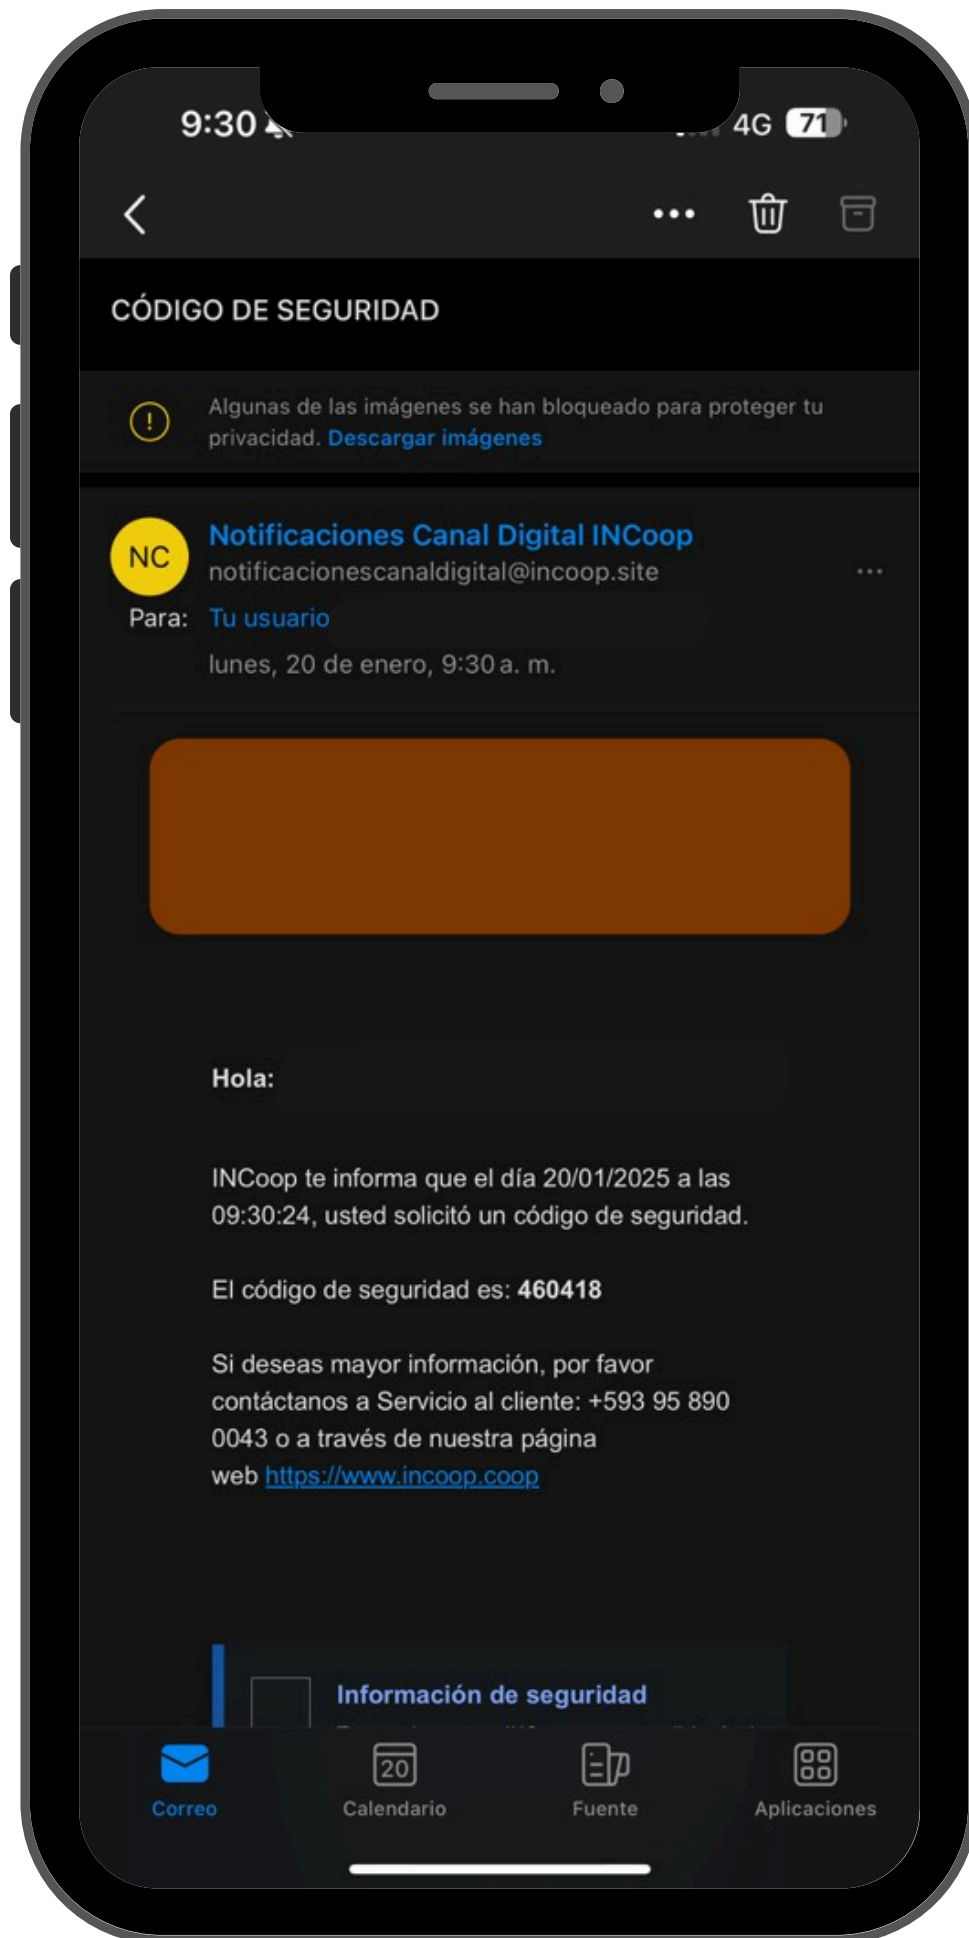 9:30
4G 71
CÓDIGO DE SEGURIDAD
Algunas de las imágenes se han bloqueado para proteger tu
privacidad. Descargar imágenes
NC
Notificaciones Canal Digital INCoop
notificacionescanaldigital@incoop.site
Para: Tu usuario
lunes, 20 de enero, 9:30 a. m.
Hola:
INCoop te informa que el día 20/01/2025 a las
09:30:24, usted solicitó un código de seguridad.
El código de seguridad es: 460418
Si deseas mayor información, por favor
contáctanos a Servicio al cliente: +593 95 890
0043 o a través de nuestra página
web https://www.incoop.coop
Información de seguridad
20
Correo Calendario Fuente Aplicaciones